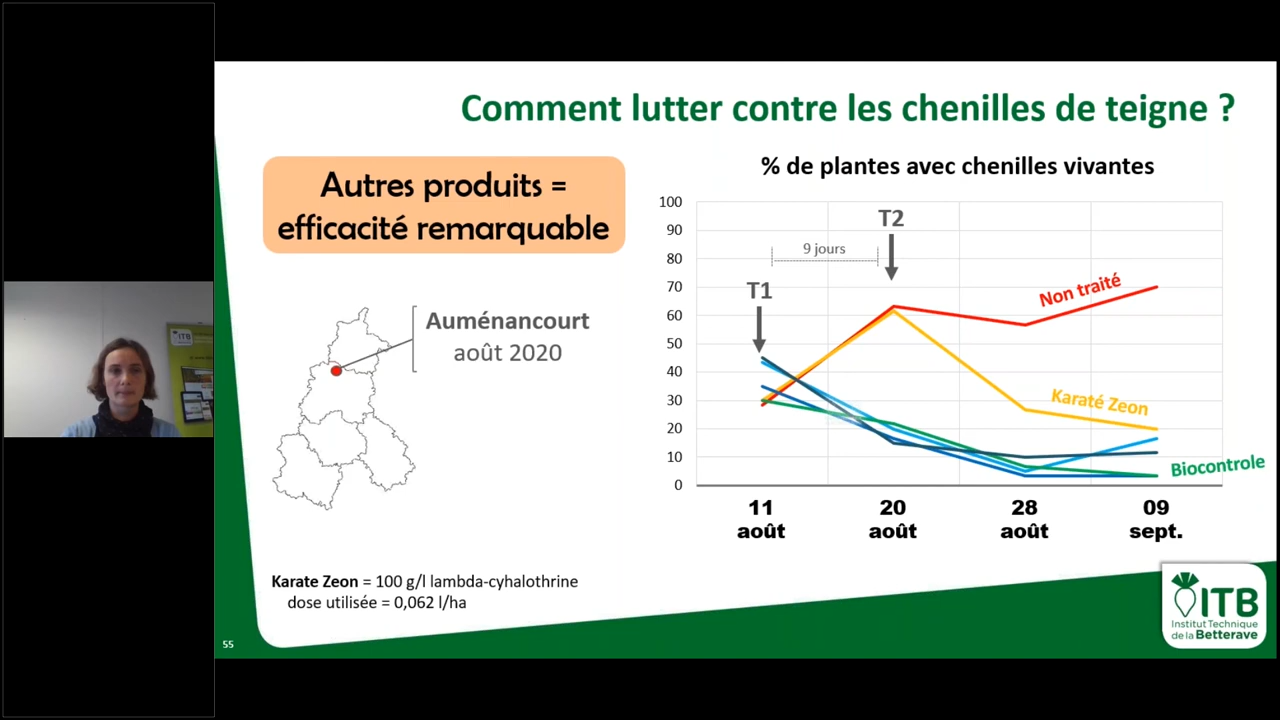 Comment lutter contre les chenilles de teigne ?
Autres produits =
efficacité remarquable
Auménancourt
août 2020
Karate Zeon = 100 g/l lambda-cyhalothrine
dose utilisée = 0,062 l/ha
% de plantes avec chenilles vivantes
100
90
80
70
60
50
40
30
20
10
0
T1
9 jours
T2
Non traité
Karaté Zeon
Biocontrole
11
août
20
août
28
août
09
sept.
55
ITB
Institut Technique
de la Betterave
ITB